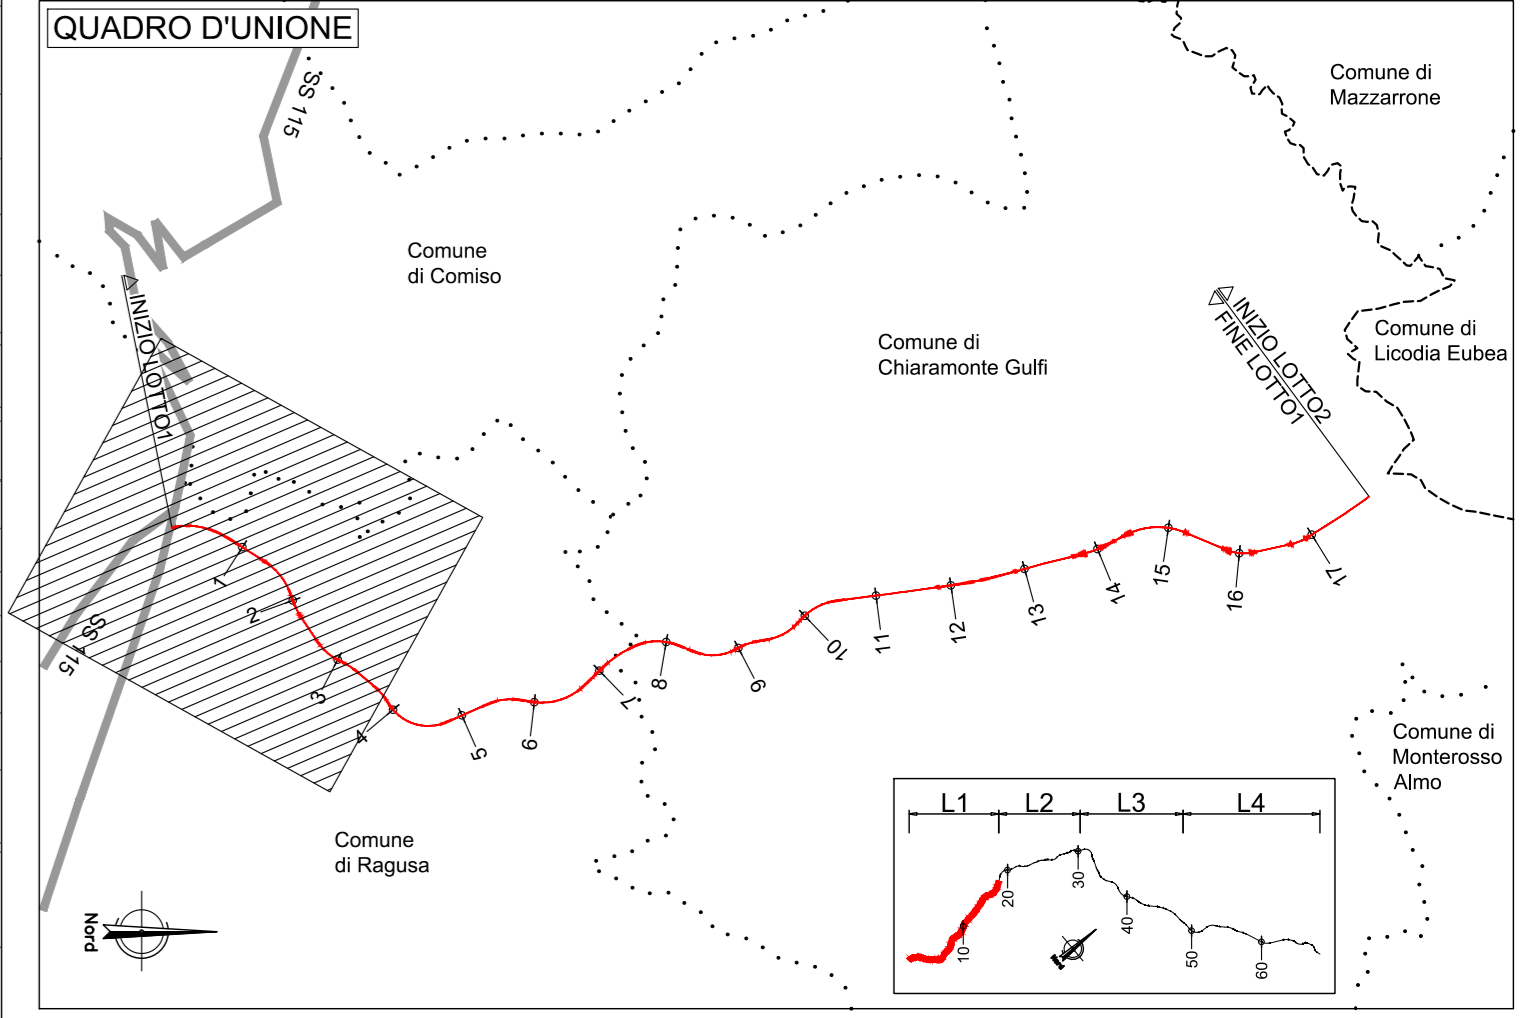 QUADRO D'UNIONE
SS 115
Comune di
Mazzarrone
Comune
di Comiso
INIZIO LOTTO1
Comune di
Chiaramonte Gulfi
INIZIO LOTTO2
FINE LOTTO1
Comune di
Licodia Eubea
1
2
3
4
5
6
7
8
9
10
11
12
13
14
15
16
17
SS 115
Comune di
Monterosso
Almo
Comune
di Ragusa
Nord
L1 L2 L3 L4
10
20
30
40
50
60